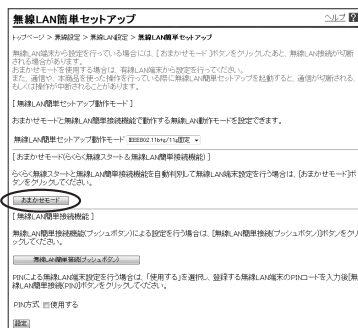 無線LAN簡単セットアップ
ヘルプ ?
トップページ > 無線設定 > 無線LAN設定 > 無線LAN簡単セットアップ
無線LAN端末から設定を行っている場合には、[おまかせモード]ボタンをクリックしたあと、無線LAN接続が切断
される場合があります。
おまかせモードを使用する場合は、有線LAN端末から設定を行ってください。
また、通信や、本商品を使った操作を行っている際に無線LAN簡単セットアップを起動すると、通信が切断される、
もしくは操作が中断されることがあります。
[無線LAN簡単セットアップ動作モード]
おまかせモードと無線LAN簡単接続機能で動作する無線LAN動作モードを設定できます。
無線LAN簡単セットアップ動作モード IEEE802.11bng/11g固定
[おまかせモード(らくらく無線スタート&無線LAN簡単接続機能)]
らくらく無線スタートと無線LAN簡単接続機能を自動判別して無線LAN端末設定を行う場合は、[おまかせモード]ボ
タンをクリックしてください。
おまかせモード
[無線LAN簡単接続機能]
無線LAN簡単接続機能(プッシュボタン)による設定を行う場合は、[無線LAN簡単接続(プッシュボタン)]ボタンをクリ
ックしてください。
無線LAN簡単接続(プッシュボタン)
PINによる無線LAN端末設定を行う場合は、「使用する」を選択し、登録する無線LAN端末のPINコードを入力後[無
線LAN簡単接続(PIN)]ボタンをクリックしてください。
PIN方式 使用する
設定